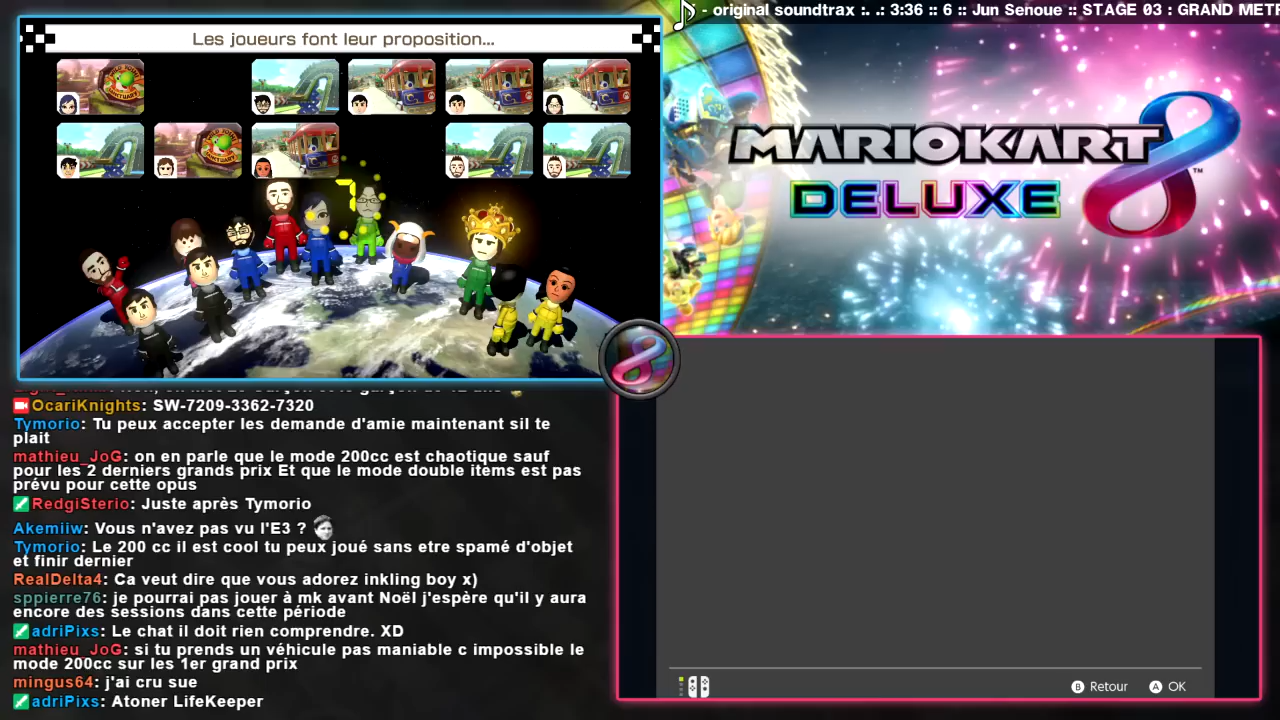 - original soundtrax :. .: 3:36 :: 6 :: Jun Senoue :: STAGE 03 : GRAND METR
Les joueurs font leur proposition...
MARIOKART 8
DELUXE
TM
OcariKnights: SW-7209-3362-7320
Tymorio: Tu peux accepter les demande d'amie maintenant sil te
plait
mathieu_JoG: on en parle que le mode 200cc est chaotique sauf
pour les 2 derniers grands prix Et que le mode double items est pas
prévu pour cette opus
RedgiSterio: Juste après Tymorio
Akemiiw: Vous n'avez pas vu l'E3 ?
Tymorio: Le 200 cc il est cool tu peux joué sans etre spamé d'objet
et finir dernier
RealDelta4: Ca veut dire que vous adorez inkling boy x)
sppierre76: je pourrai pas jouer à mk avant Noël j'espère qu'il y aura
encore des sessions dans cette période
adriPixs: Le chat il doit rien comprendre. XD
mathieu_JoG: si tu prends un véhicule pas maniable c impossible le
mode 200cc sur les 1er grand prix
mingus64: j'ai cru sue
adriPixs: Atoner LifeKeeper
B Retour A OK